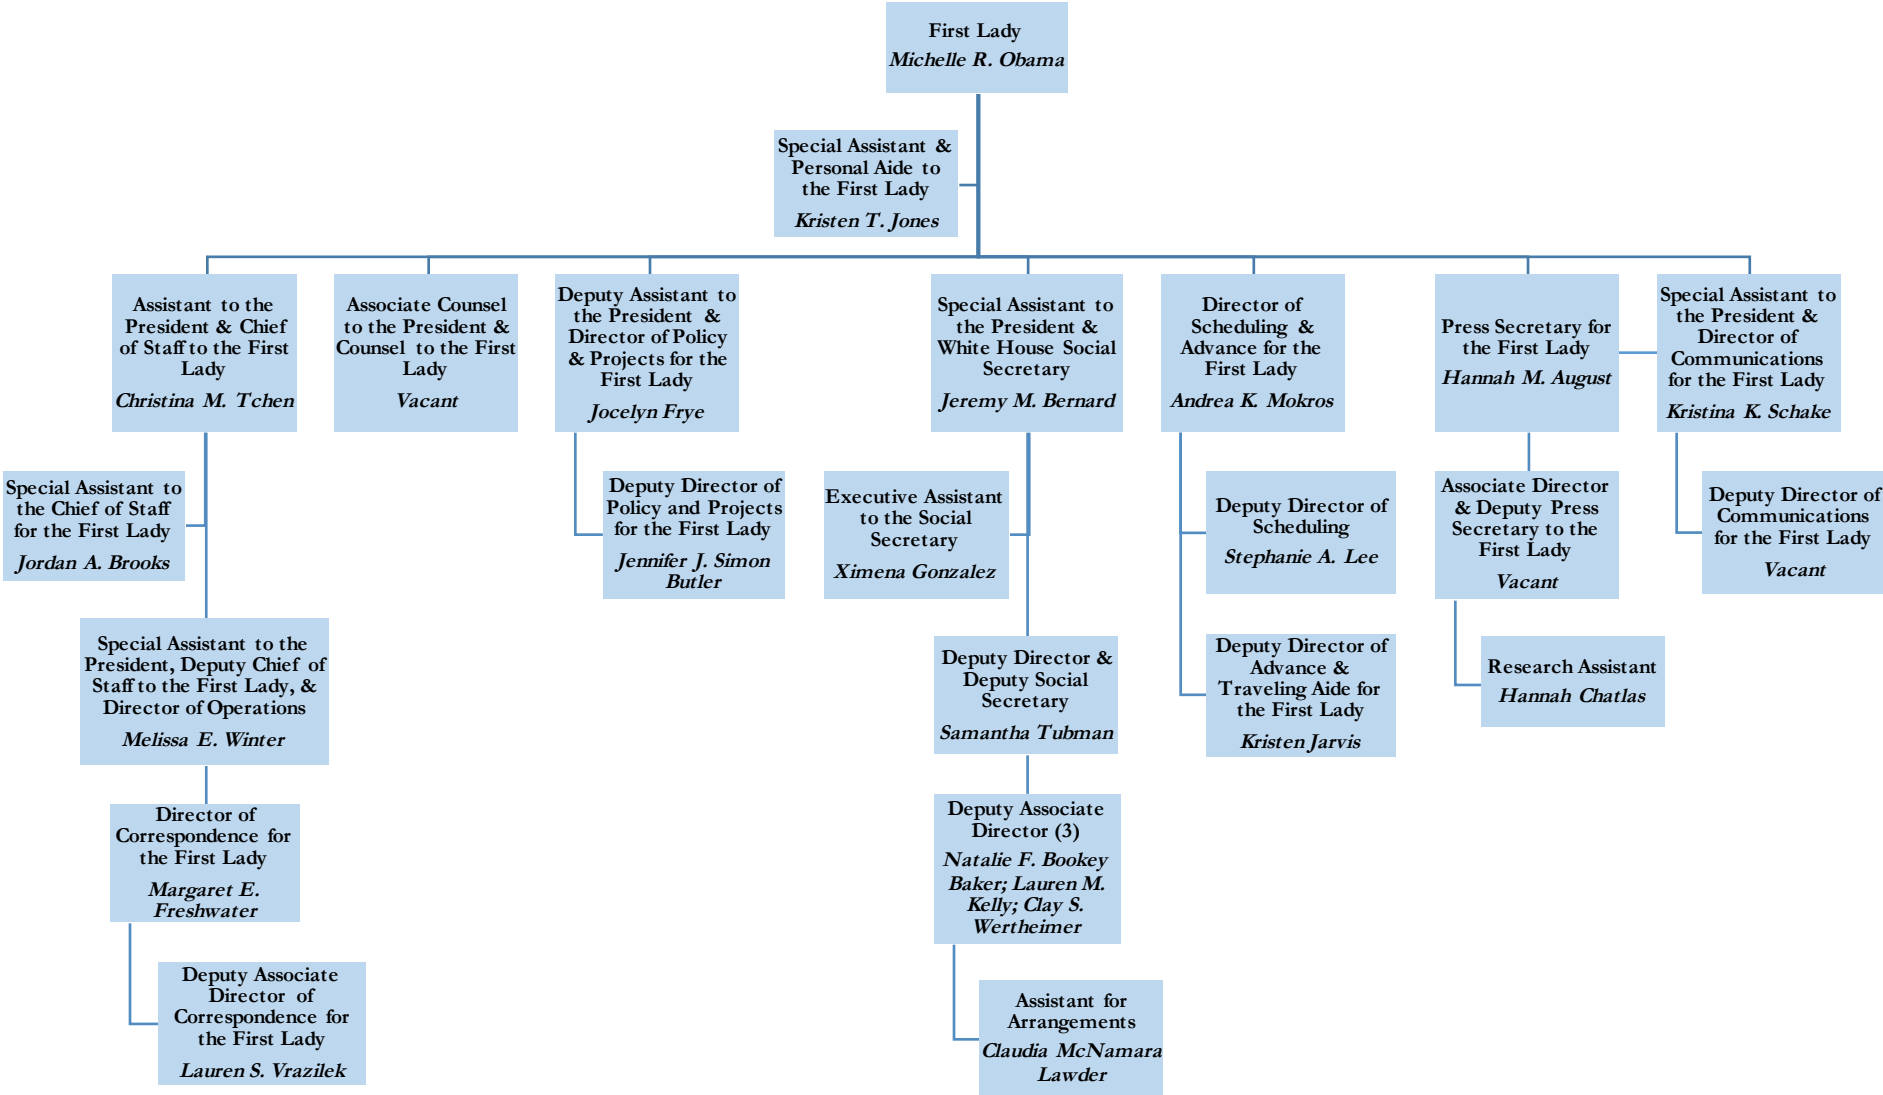 First Lady
Michelle R. Obama
Special Assistant &
Personal Aide to
the First Lady
Kristen T. Jones
Assistant to the
President & Chief
of Staff to the First
Lady
Christina M. Tchen
Associate Counsel
to the President &
Counsel to the First
Lady
Vacant
Deputy Assistant to
the President &
Director of Policy
& Projects for the
First Lady
Jocelyn Frye
Special Assistant to
the President &
White House Social
Secretary
Jeremy M. Bernard
Director of
Scheduling &
Advance for the
First Lady
Andrea K. Mokros
Press Secretary for
the First Lady
Hannah M. August
Special Assistant to
the President &
Director of
Communications
for the First Lady
Kristina K. Schake
Special Assistant to
the Chief of Staff
for the First Lady
Jordan A. Brooks
Deputy Director of
Policy and Projects
for the First Lady
Jennifer J. Simon
Butler
Executive Assistant
to the Social
Secretary
Ximena Gonzalez
Deputy Director of
Scheduling
Stephanie A. Lee
Associate Director
& Deputy Press
Secretary to the
First Lady
Vacant
Deputy Director of
Communications
for the First Lady
Vacant
Special Assistant to the
President, Deputy Chief of
Staff to the First Lady, &
Director of Operations
Melissa E. Winter
Deputy Director &
Deputy Social
Secretary
Samantha Tubman
Deputy Director of
Advance &
Traveling Aide for
the First Lady
Kristen Jarvis
Research Assistant
Hannah Chatlas
Director of
Correspondence for
the First Lady
Margaret E.
Freshwater
Deputy Associate
Director (3)
Natalie F. Bookey
Baker; Lauren M.
Kelly; Clay S.
Wertheimer
Deputy Associate
Director of
Correspondence for
the First Lady
Lauren S. Vrazilek
Assistant for
Arrangements
Claudia McNamara
Lawder